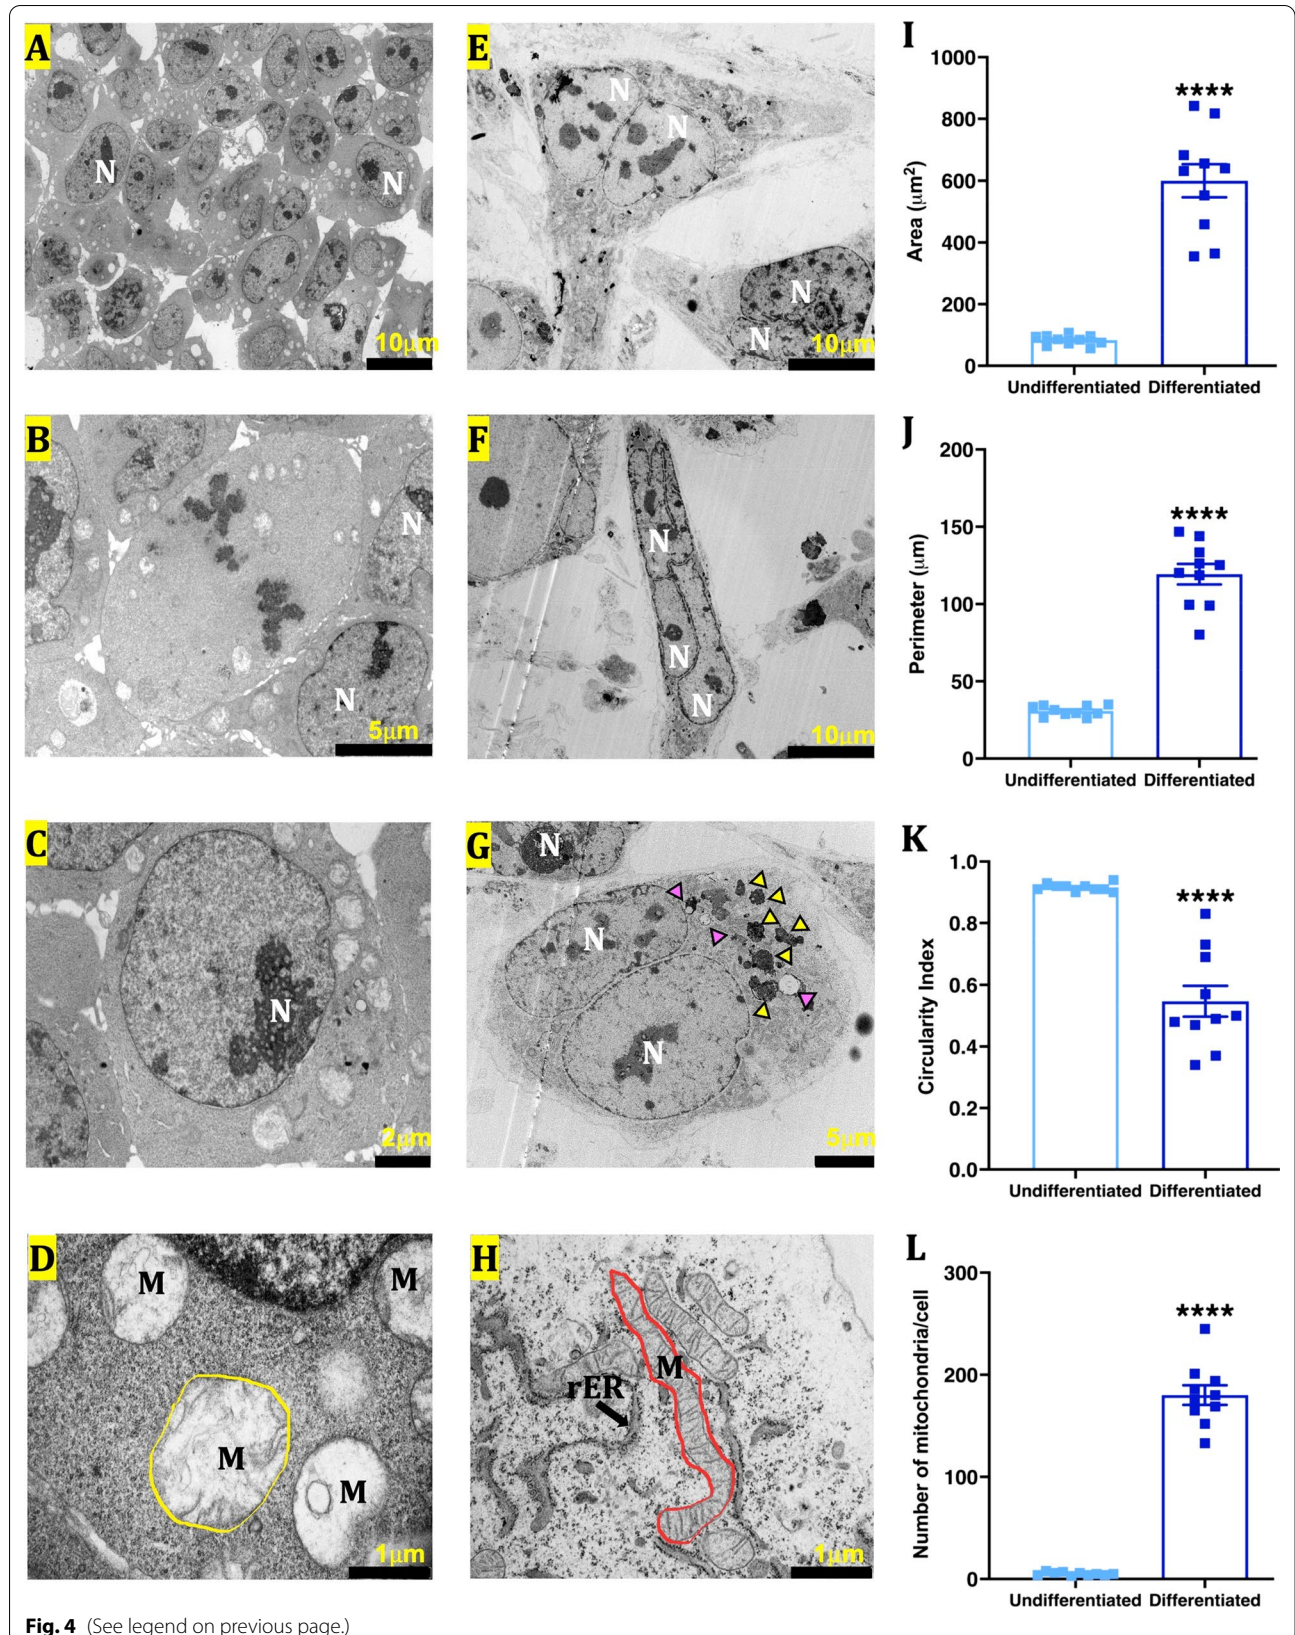 A
N
N
10μm
E
N
N
N
N
10μm
I
Area (μm²)
1000
800
600
400
200
0
****
Undifferentiated Differentiated
B
N
N
5μm
F
N
N
N
10μm
J
Perimeter (μm)
200
150
100
50
0
****
Undifferentiated Differentiated
C
N
2μm
G
N
N
N
5μm
K
Circularity Index
1.0
0.8
0.6
0.4
0.2
0.0
****
Undifferentiated Differentiated
D
M
M
M
M
1μm
H
M
rER
1μm
L
Number of mitochondria/cell
300
200
100
0
****
Undifferentiated Differentiated
Fig. 4 (See legend on previous page.)